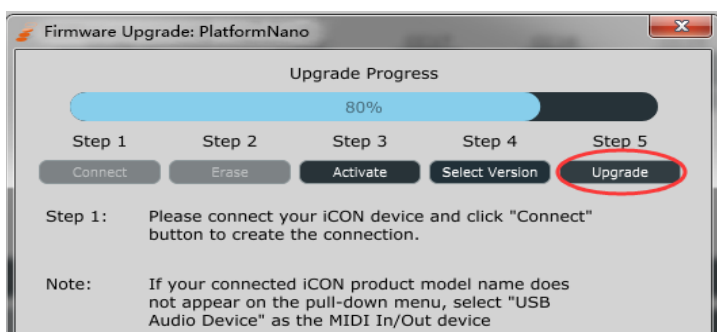 Firmware Upgrade: PlatformNano
Upgrade Progress
80%
Step 1 Step 2 Step 3 Step 4 Step 5
Connect Erase Activate Select Version Upgrade
Step 1: Please connect your iCON device and click "Connect"
button to create the connection.
Note: If your connected iCON product model name does
not appear on the pull-down menu, select "USB
Audio Device" as the MIDI In/Out device